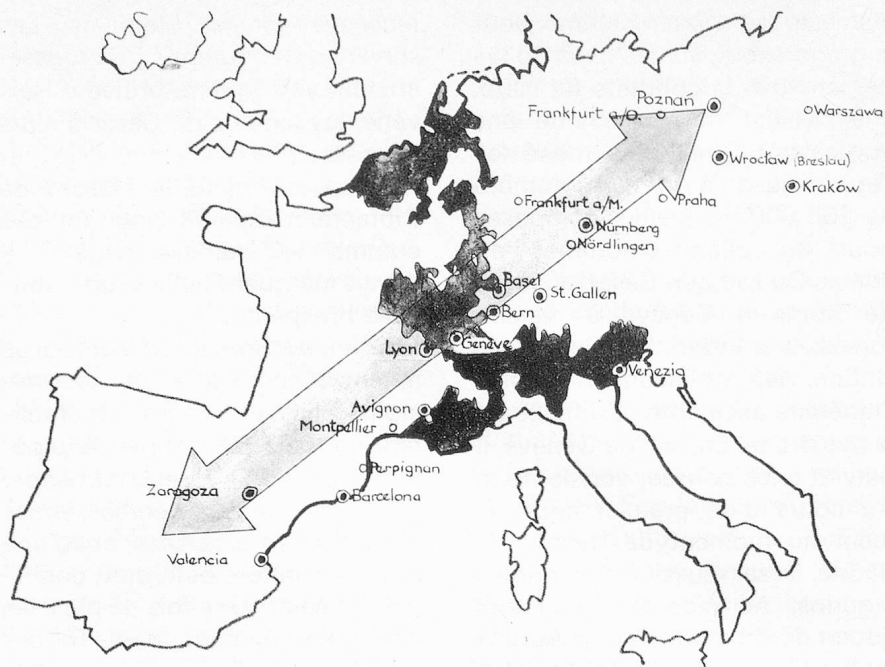 Poznań
Frankfurt a/O.
Warszawa
Wrocław (Breslau)
Kraków
Praha
Frankfurt a/M.
Nürnberg
Nördlingen
Basel
St. Gallen
Bern
Genève
Lyon
Venezia
Avignon
Montpellier
Perpignan
Zaragoza
Barcelona
Valencia